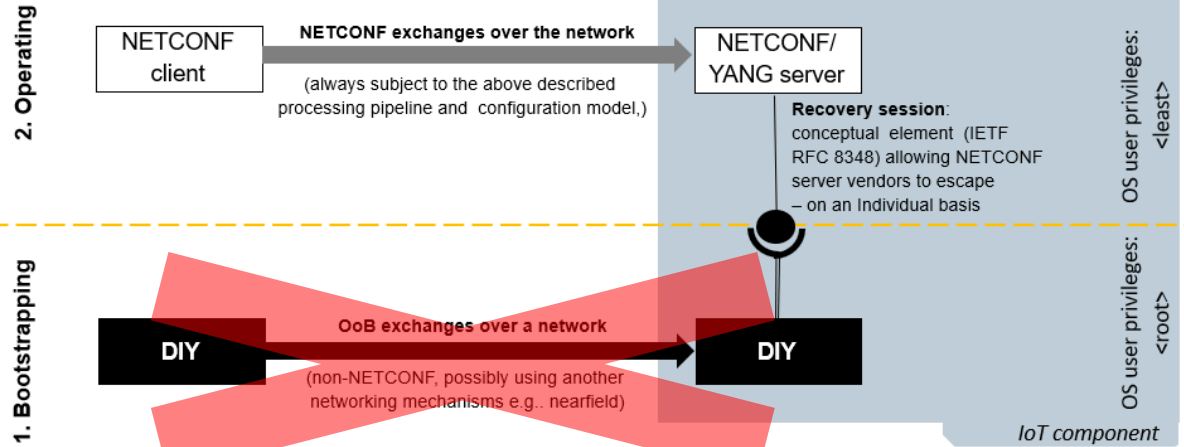 2. Operating
NETCONF
client
NETCONF exchanges over the network
(always subject to the above described
processing pipeline and configuration model,)
NETCONF/
YANG server
Recovery session:
conceptual element (IETF
RFC 8348) allowing NETCONF
server vendors to escape
– on an Individual basis
OS user privileges:
<least>
1. Bootstrapping
DIY
OoB exchanges over a network
(non-NETCONF, possibly using another
networking mechanisms e.g.. nearfield)
DIY
OS user privileges:
<root>
IoT component